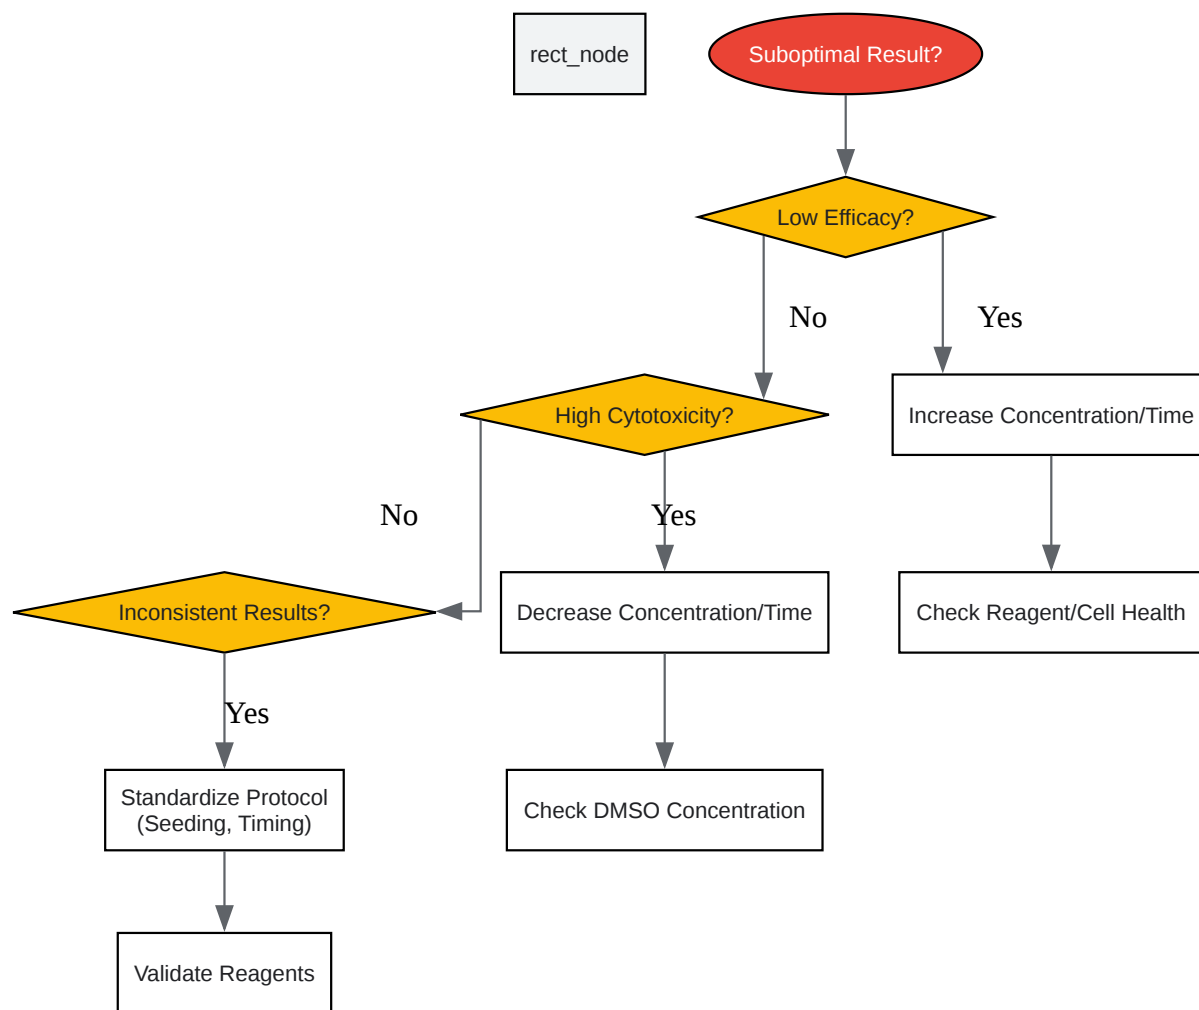 rect_node
Suboptimal Result?
Low Efficacy?
No
Yes
High Cytotoxicity?
Increase Concentration/Time
No
Yes
Inconsistent Results?
Decrease Concentration/Time
Check Reagent/Cell Health
Yes
Standardize Protocol
(Seeding, Timing)
Check DMSO Concentration
Validate Reagents